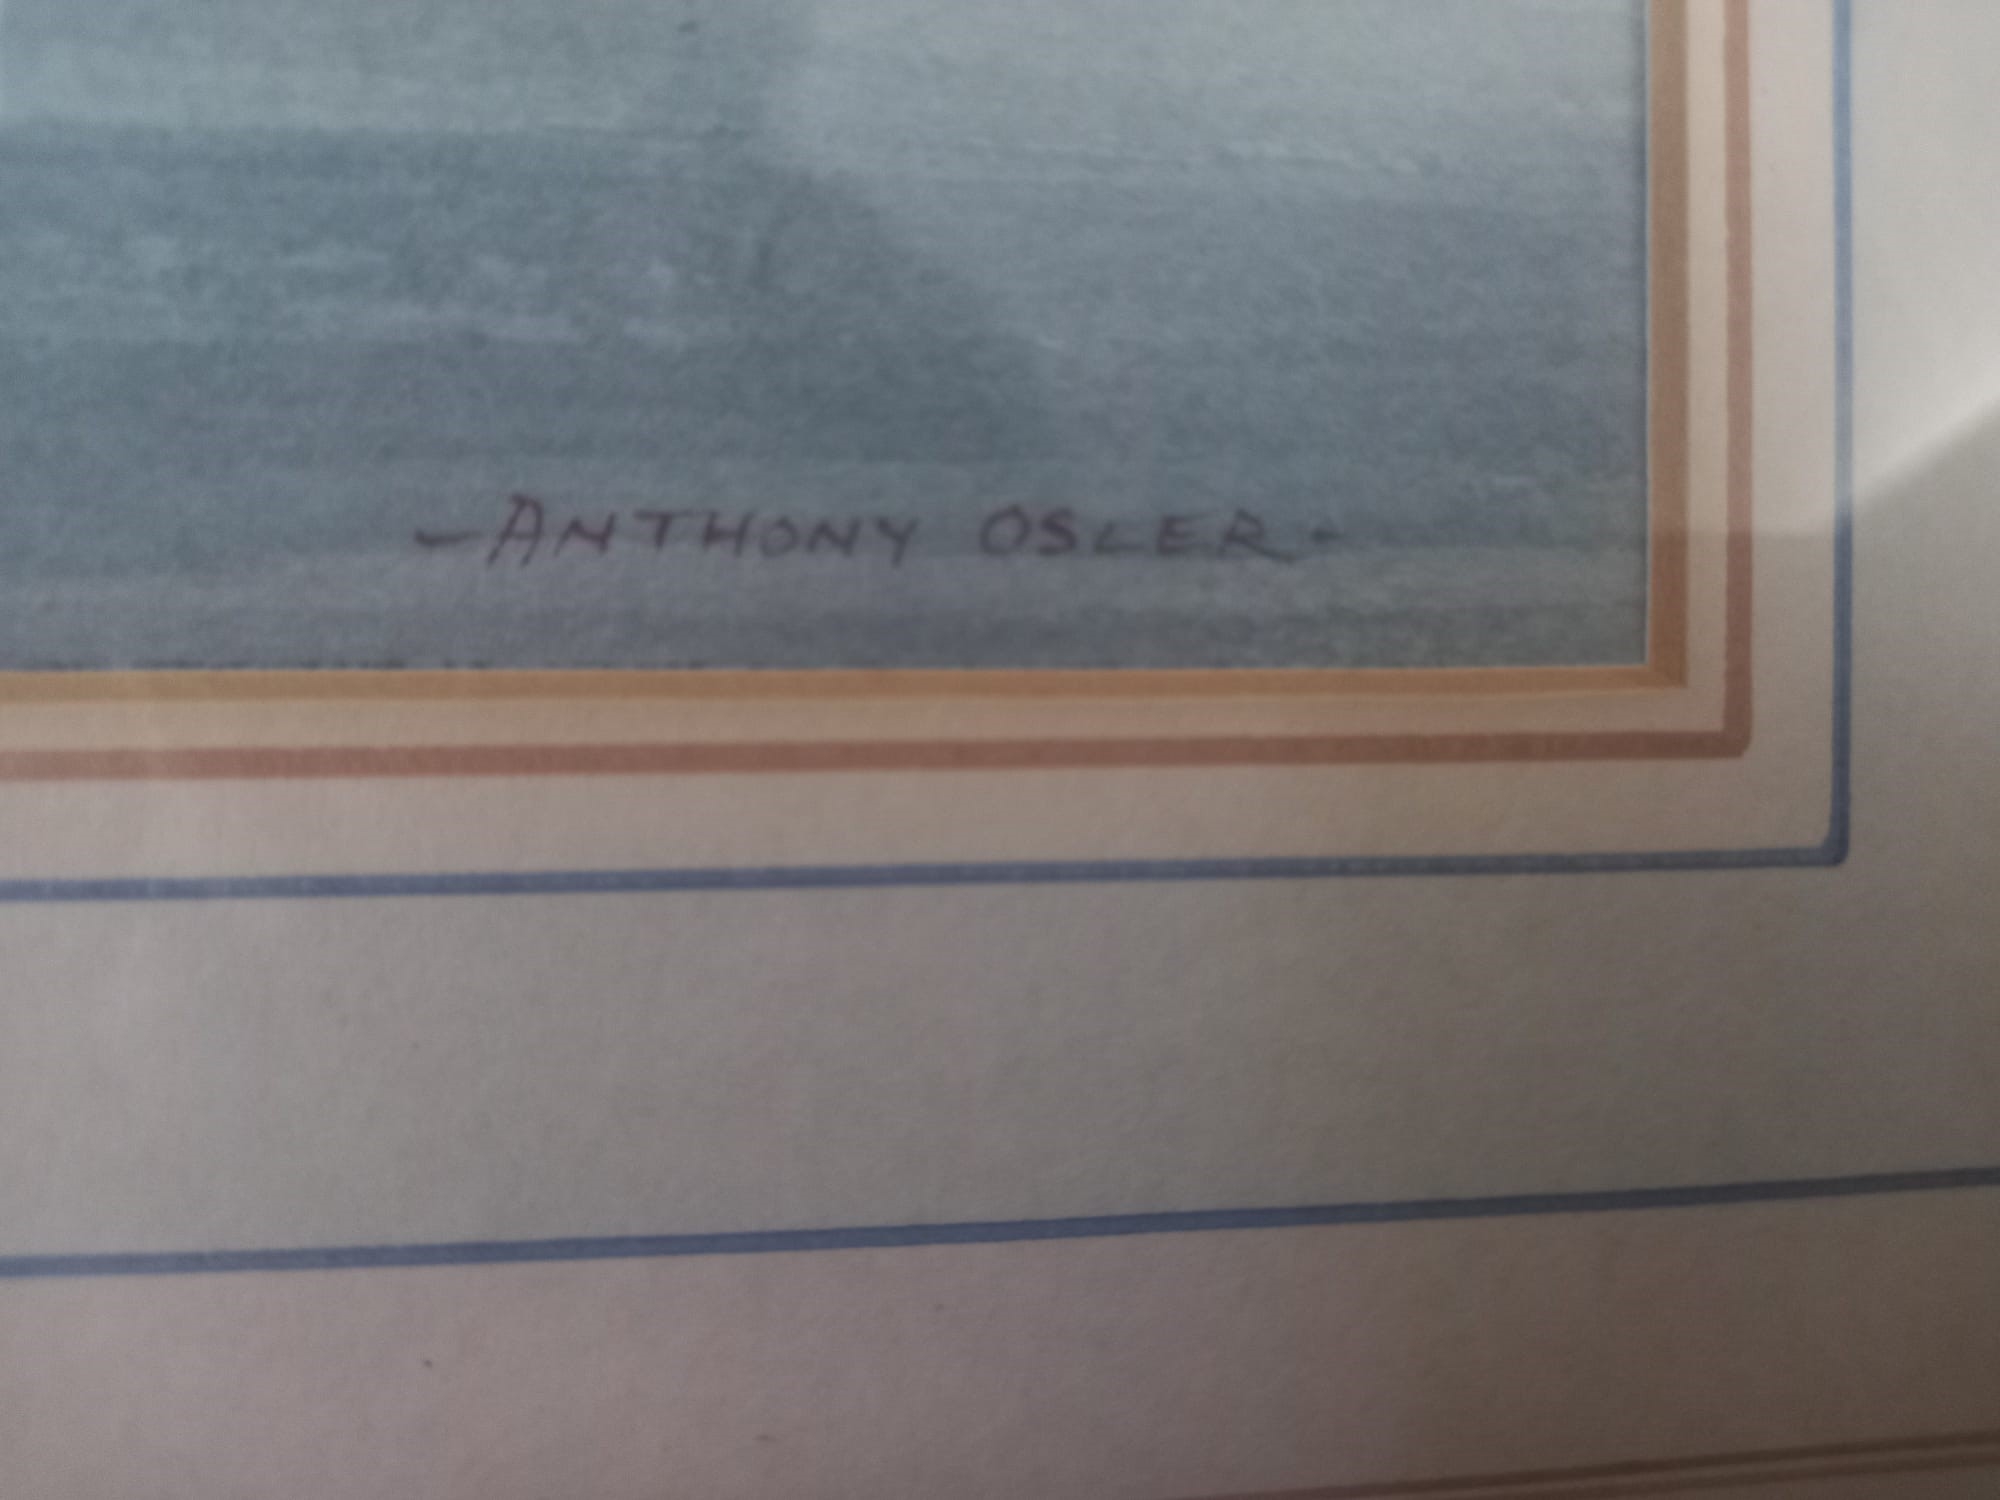 - ANTHONY OSLER -